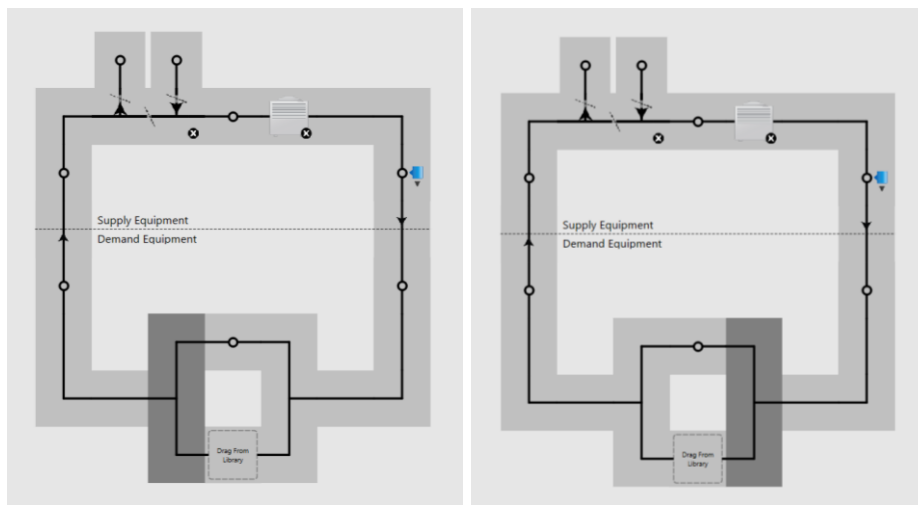 Supply Equipment
Demand Equipment
Drag From
Library
Supply Equipment
Demand Equipment
Drag From
Library